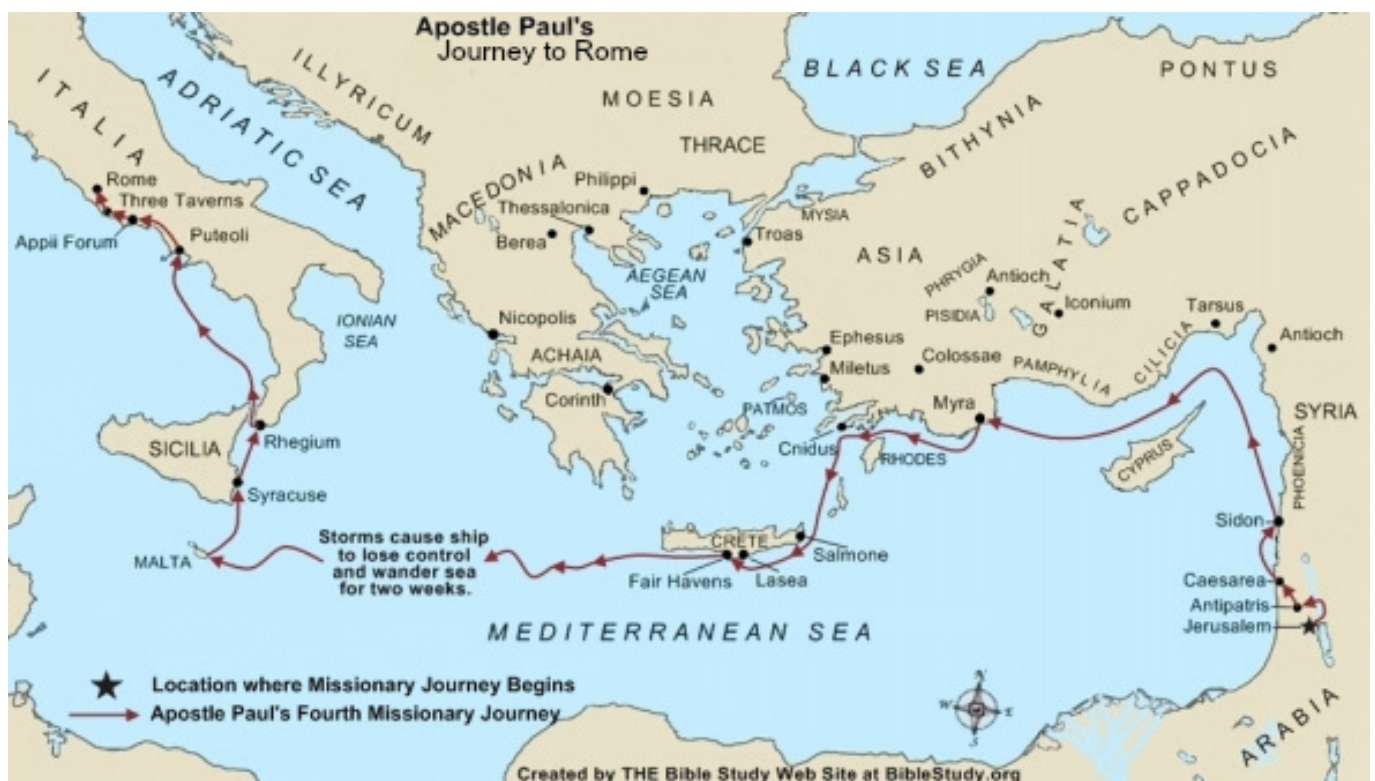 Apostle Paul's
Journey to Rome
BLACK SEA
PONTUS
ITALIA
ADRIATIC SEA
ILLYRICUM
MOESIA
THRACE
BITHYNIA
CAPPADOCIA
MACEDONIA
Philippi
Thessalonica
Berea
MYSIA
Troas
Rome
Three Taverns
Appii Forum
Puteoli
AEGEAN
SEA
ASIA
PHRYGIA
Antioch
PISIDIA
GALATIA
Iconium
Tarsus
Antioch
IONIAN
SEA
Nicopolis
ACHAIA
Corinth
Ephesus
Miletus
Colossae
PAMPHYLIA
CILICIA
PATMOS
Myra
SYRIA
SICILIA
Rhegium
Cnidus
RHODES
CYPRUS
PHOENICIA
Syracuse
Sidon
MALTA
Storms cause ship
to lose control
and wander sea
for two weeks.
CRETE
Salmone
Fair Havens
Lasea
Caesarea
Antipatris
Jerusalem
MEDITERRANEAN SEA
Location where Missionary Journey Begins
Apostle Paul's Fourth Missionary Journey
N
W
E
S
ARABIA
Created by THE Bible Study Web Site at BibleStudy.org